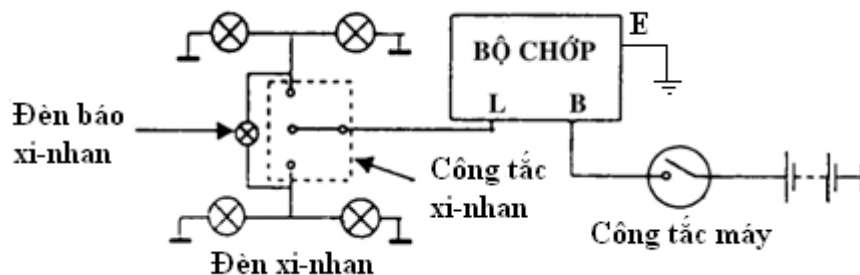 E
BỘ CHỚP
L B
Đèn báo
xi-nhan
Công tắc
xi-nhan
Công tắc máy
Đèn xi-nhan